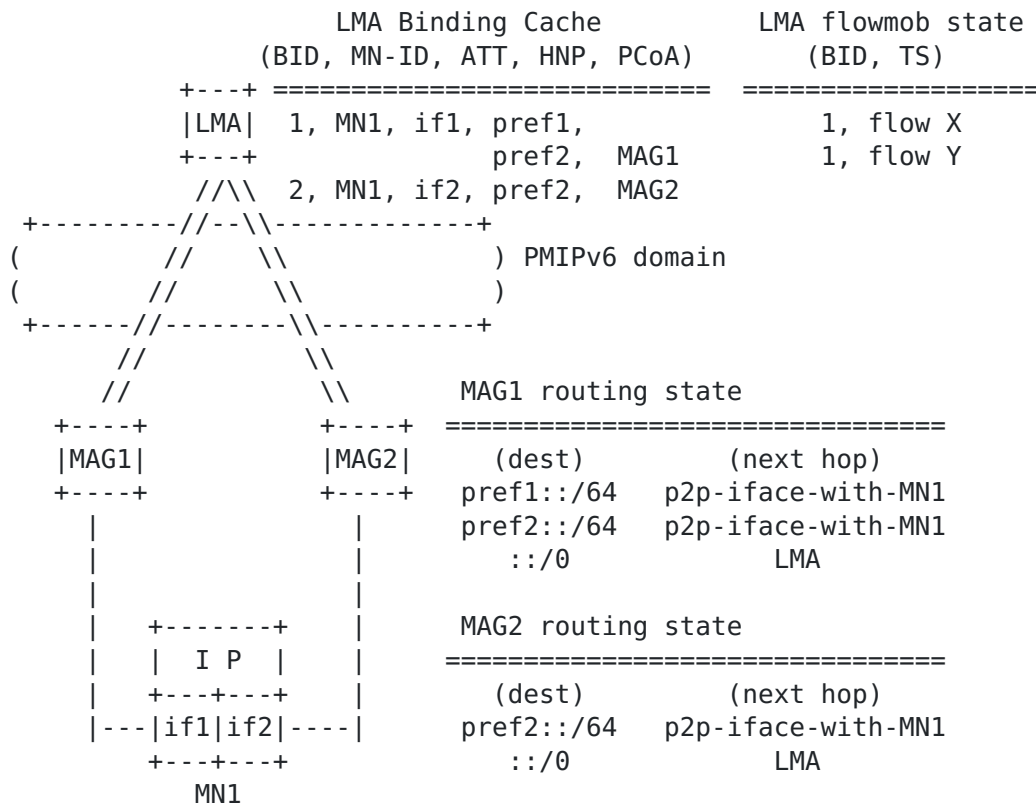 LMA Binding Cache       LMA flowmob state
(BID, MN-ID, ATT, HNP, PCoA)       (BID, TS)
+---+ ============================  ===================
|LMA|  1, MN1, if1, pref1,                1, flow X
+---+               pref2,  MAG1          1, flow Y
//\\  2, MN1, if2, pref2,  MAG2
+---------//--\\-------------+
(         //    \\             ) PMIPv6 domain
(        //      \\            )
+------//--------\\----------+
//          \\
//            \\       MAG1 routing state
+----+           +----+  ================================
|MAG1|           |MAG2|     (dest)         (next hop)
+----+           +----+   pref1::/64   p2p-iface-with-MN1
|                |      pref2::/64   p2p-iface-with-MN1
|                |         ::/0             LMA
|                |
|   +-------+    |      MAG2 routing state
|   |  I P  |    |     ================================
|   +---+---+    |        (dest)         (next hop)
|---|if1|if2|----|      pref2::/64   p2p-iface-with-MN1
+---+---+              ::/0             LMA
MN1